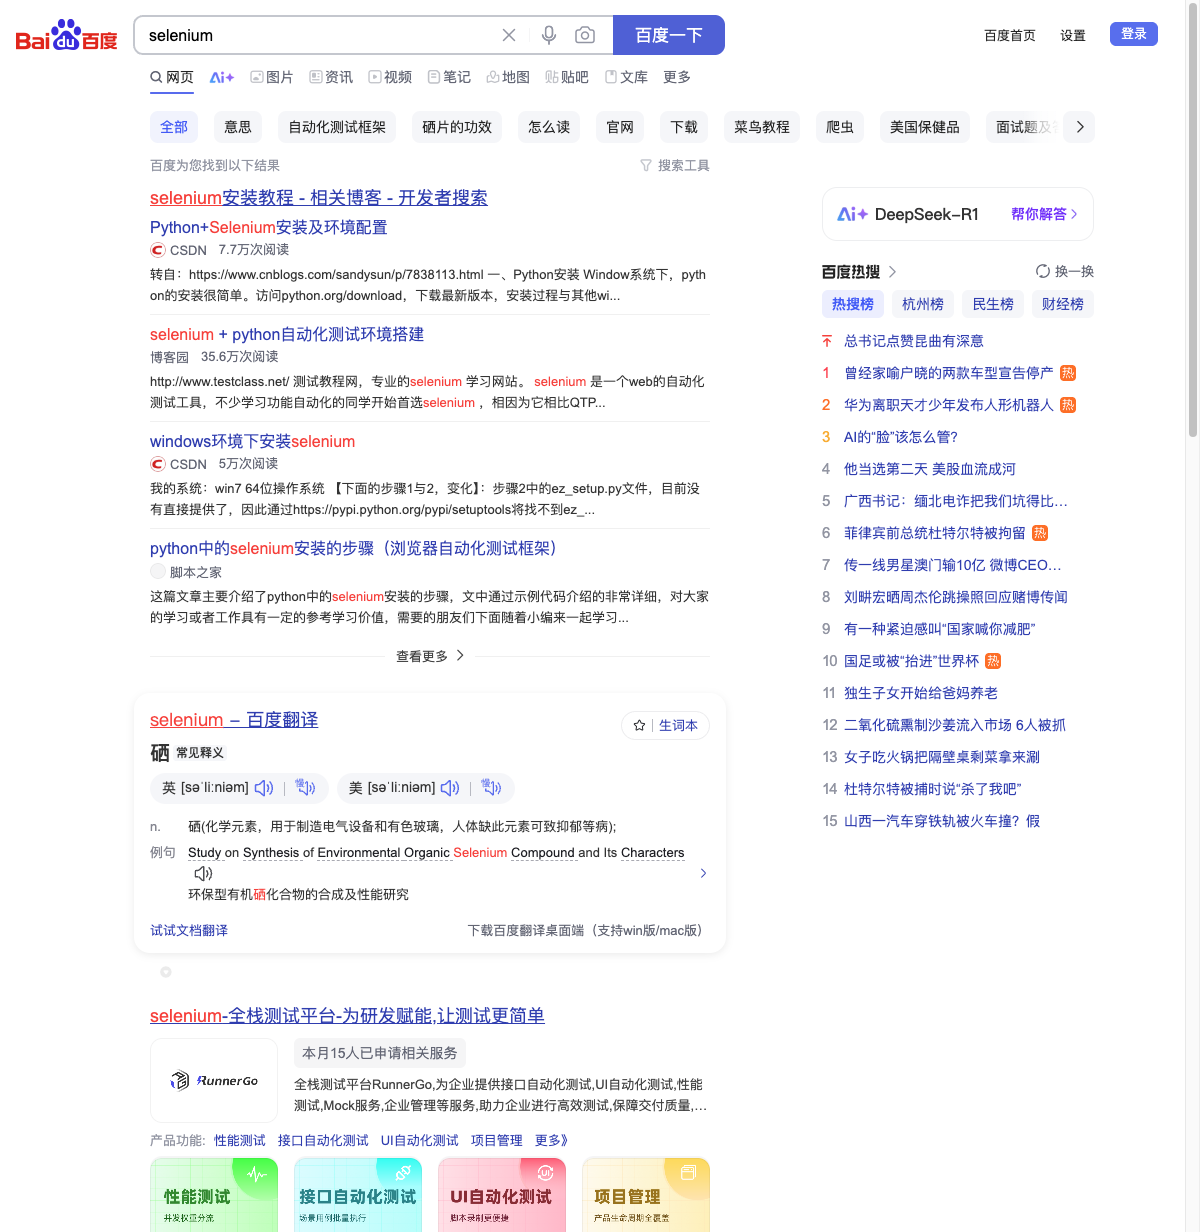 Bai du 百度
selenium
百度一下
百度首页 设置 登录
网页 Ai+ 图片 资讯 视频 笔记 地图 贴吧 文库 更多
全部 意思 自动化测试框架 硒片的功效 怎么读 官网 下载 菜鸟教程 爬虫 美国保健品 面试题及
百度为您找到以下结果
搜索工具
selenium安装教程 - 相关博客 - 开发者搜索
Python+Selenium安装及环境配置
CSDN 7.7万次阅读
转自：https://www.cnblogs.com/sandysun/p/7838113.html 一、Python安装 Window系统下，pyth
on的安装很简单。访问python.org/download，下载最新版本，安装过程与其他wi...
selenium + python自动化测试环境搭建
博客园 35.6万次阅读
http://www.testclass.net/ 测试教程网，专业的selenium 学习网站。 selenium 是一个web的自动化
测试工具，不少学习功能自动化的同学开始首选selenium ，相因为它相比QTP...
windows环境下安装selenium
CSDN 5万次阅读
我的系统：win7 64位操作系统 【下面的步骤1与2，变化】：步骤2中的ez_setup.py文件，目前没
有直接提供了，因此通过https://pypi.python.org/pypi/setuptools将找不到ez_...
python中的selenium安装的步骤（浏览器自动化测试框架）
脚本之家
这篇文章主要介绍了python中的selenium安装的步骤，文中通过示例代码介绍的非常详细，对大家
的学习或者工作具有一定的参考学习价值，需要的朋友们下面随着小编来一起学习...
查看更多
selenium – 百度翻译
生词本
硒 常见释义
英 [səˈliːniəm] 慢 美 [səˈliːniəm] 慢
n. 硒(化学元素，用于制造电气设备和有色玻璃，人体缺此元素可致抑郁等病);
例句 Study on Synthesis of Environmental Organic Selenium Compound and Its Characters
环保型有机硒化合物的合成及性能研究
试试文档翻译
下载百度翻译桌面端（支持win版/mac版）
selenium-全栈测试平台-为研发赋能,让测试更简单
RunnerGo
本月15人已申请相关服务
全栈测试平台RunnerGo,为企业提供接口自动化测试,UI自动化测试,性能
测试,Mock服务,企业管理等服务,助力企业进行高效测试,保障交付质量,...
产品功能: 性能测试 接口自动化测试 UI自动化测试 项目管理 更多》
性能测试
并发权重分流
接口自动化测试
场景用例批量执行
UI
UI自动化测试
脚本录制更便捷
项目管理
产品生命周期全覆盖
Ai+ DeepSeek-R1 帮你解答
百度热搜
换一换
热搜榜 杭州榜 民生榜 财经榜
总书记点赞昆曲有深意
1 曾经家喻户晓的两款车型宣告停产 热
2 华为离职天才少年发布人形机器人 热
3 AI的“脸”该怎么管?
4 他当选第二天 美股血流成河
5 广西书记：缅北电诈把我们坑得比...
6 菲律宾前总统杜特尔特被拘留 热
7 传一线男星澳门输10亿 微博CEO...
8 刘畊宏晒周杰伦跳操照回应赌博传闻
9 有一种紧迫感叫“国家喊你减肥”
10 国足或被“抬进”世界杯 热
11 独生子女开始给爸妈养老
12 二氧化硫熏制沙姜流入市场 6人被抓
13 女子吃火锅把隔壁桌剩菜拿来涮
14 杜特尔特被捕时说“杀了我吧”
15 山西一汽车穿铁轨被火车撞？假